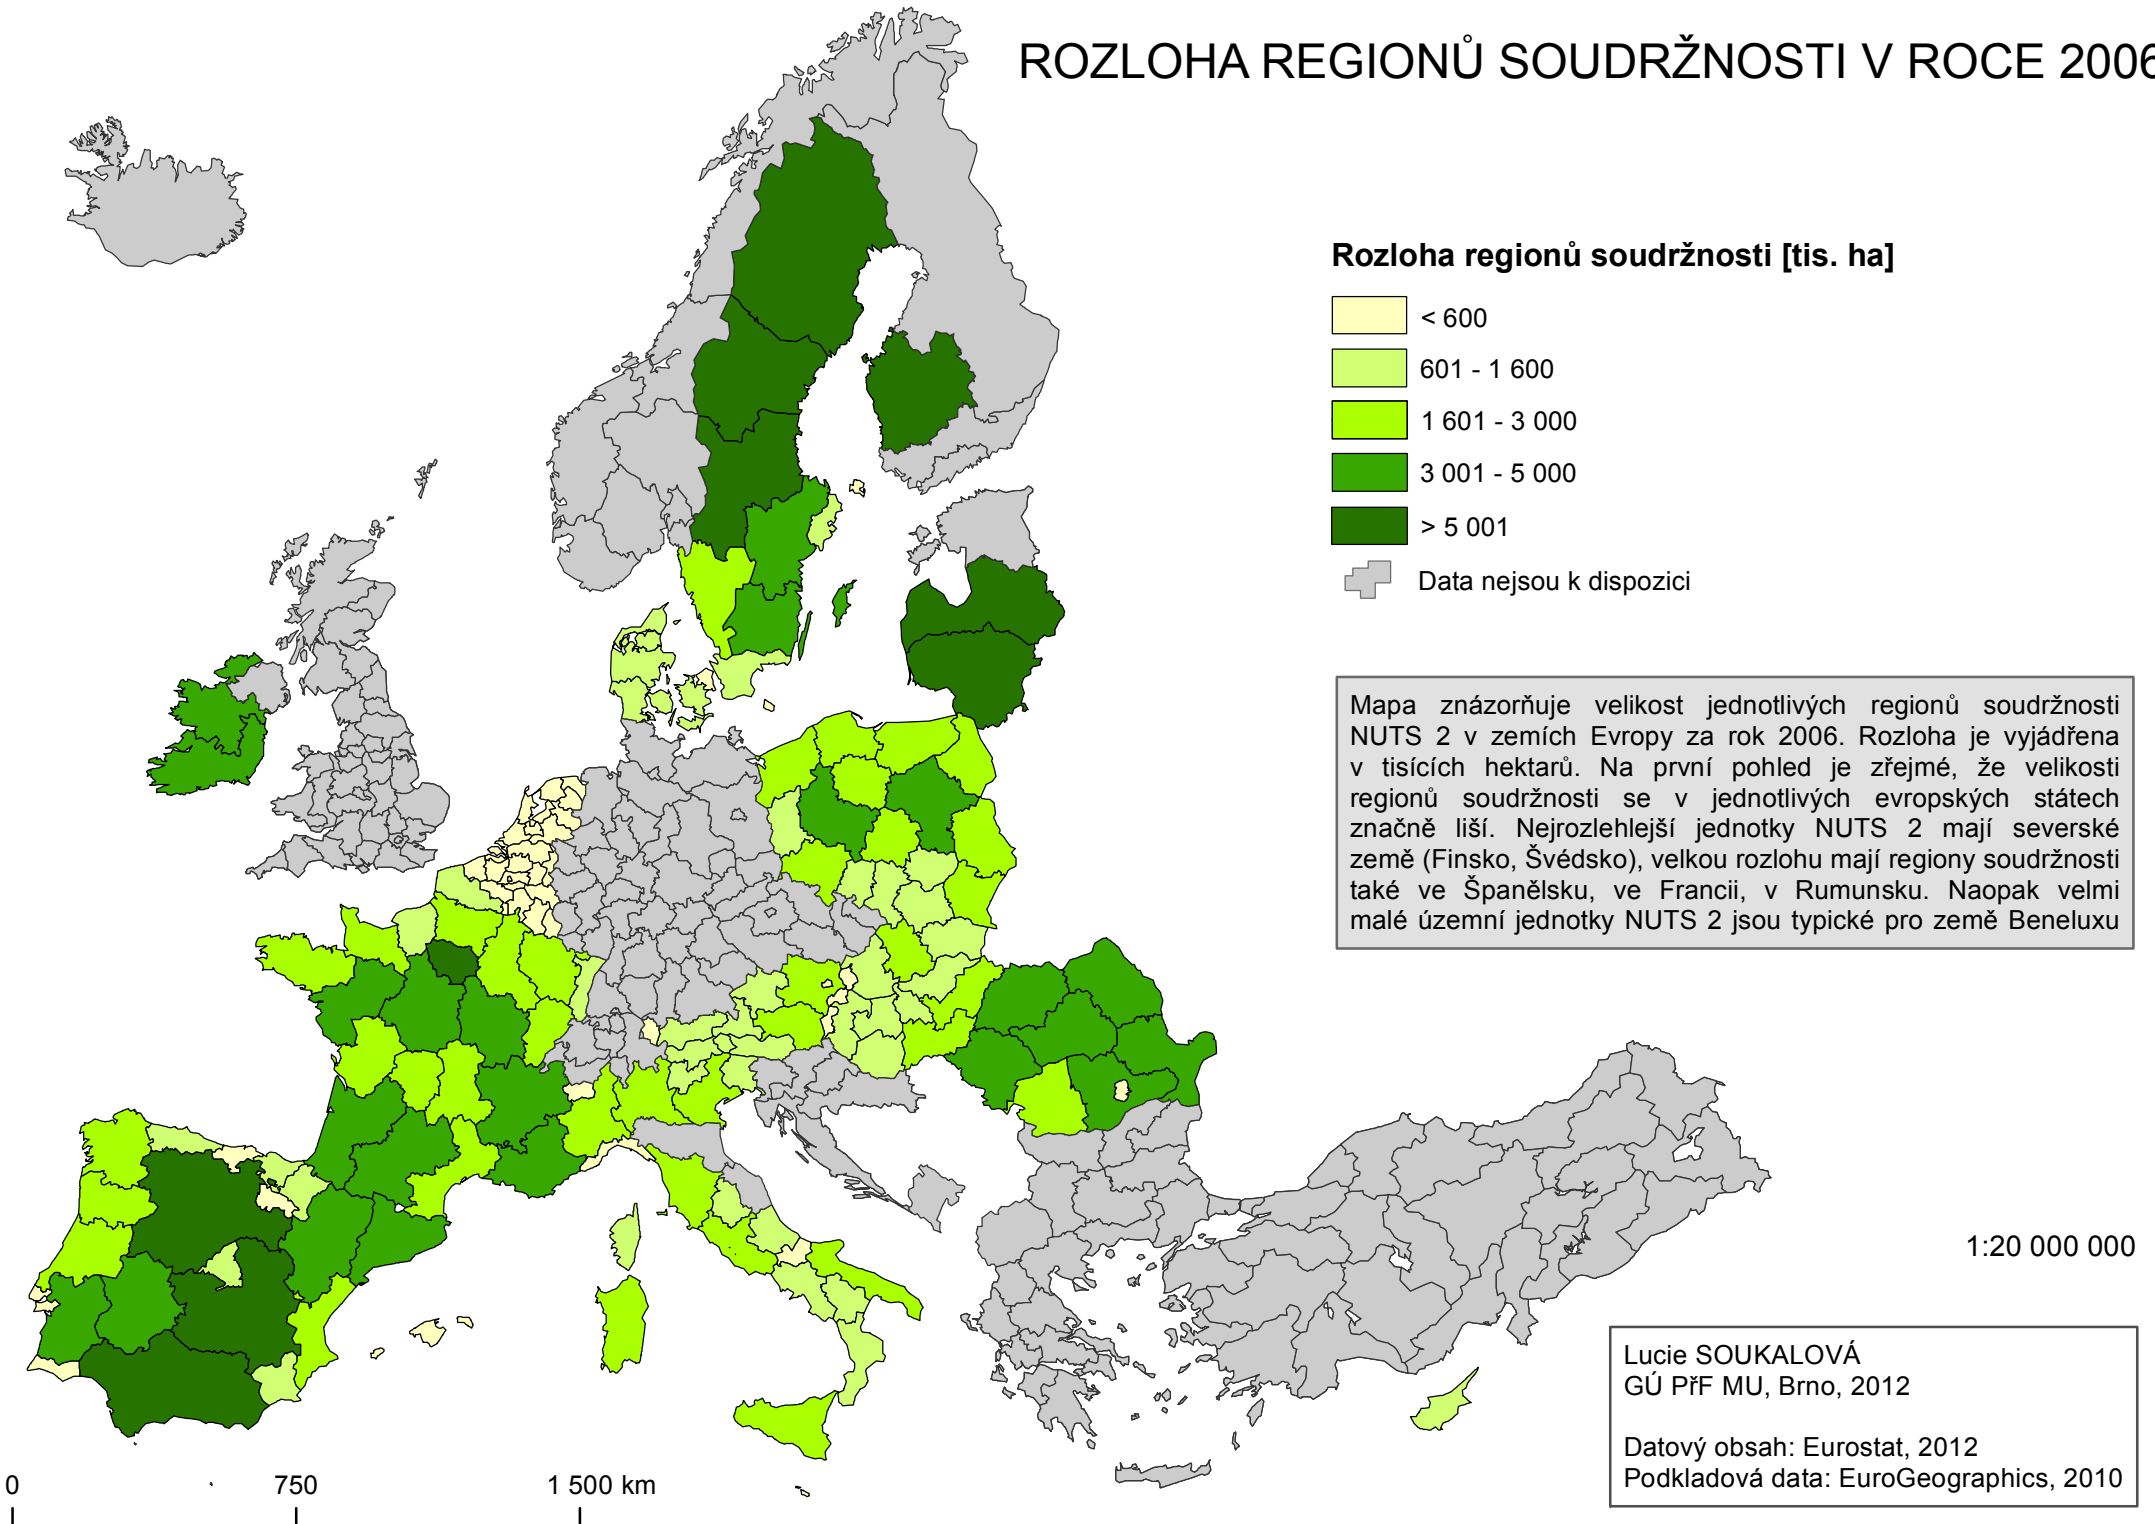 ROZLOHA REGIONŮ SOUDRŽNOSTI V ROCE 2006
Rozloha regionů soudržnosti [tis. ha]
< 600
601 - 1 600
1 601 - 3 000
3 001 - 5 000
> 5 001
Data nejsou k dispozici
Mapa znázorňuje velikost jednotlivých regionů soudržnosti
NUTS 2 v zemích Evropy za rok 2006. Rozloha je vyjádřena
v tisících hektarů. Na první pohled je zřejmé, že velikosti
regionů soudržnosti se v jednotlivých evropských státech
značně liší. Nejrozlehlejší jednotky NUTS 2 mají severské
země (Finsko, Švédsko), velkou rozlohu mají regiony soudržnosti
také ve Španělsku, ve Francii, v Rumunsku. Naopak velmi
malé územní jednotky NUTS 2 jsou typické pro země Beneluxu
1:20 000 000
Lucie SOUKALOVÁ
GÚ PřF MU, Brno, 2012
Datový obsah: Eurostat, 2012
Podkladová data: EuroGeographics, 2010
0 750 1 500 km